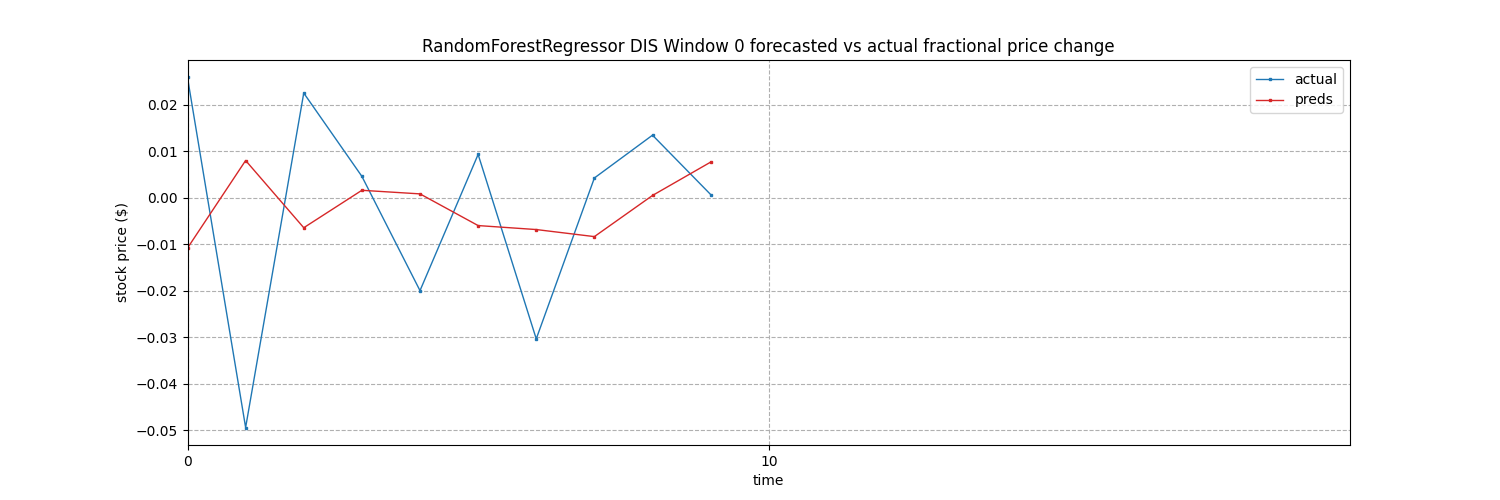 RandomForestRegressor DIS Window 0 forecasted vs actual fractional price change
actual
preds
0.02
0.01
0.00
−0.01
−0.02
−0.03
−0.04
−0.05
stock price ($)
0
10
time